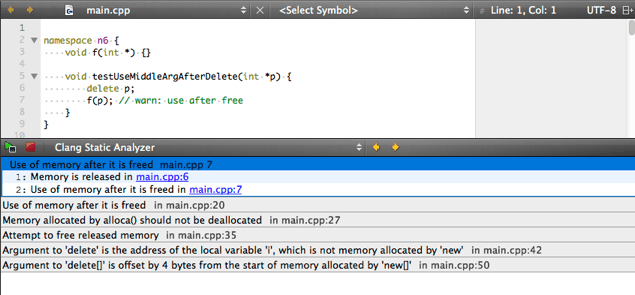 main.cpp <Select Symbol> # Line: 1, Col: 1 UTF-8
1
2 namespace n6 {
3 void f(int *) {}
4
5 void testUseMiddleArgAfterDelete(int *p) {
6 delete p;
7 f(p); // warn: use after free
8 }
9 }
10
Clang Static Analyzer
Use of memory after it is freed main.cpp 7
1: Memory is released in main.cpp:6
2: Use of memory after it is freed in main.cpp:7
Use of memory after it is freed in main.cpp:20
Memory allocated by alloca() should not be deallocated in main.cpp:27
Attempt to free released memory in main.cpp:35
Argument to 'delete' is the address of the local variable 'i', which is not memory allocated by 'new' in main.cpp:42
Argument to 'delete[]' is offset by 4 bytes from the start of memory allocated by 'new[]' in main.cpp:50